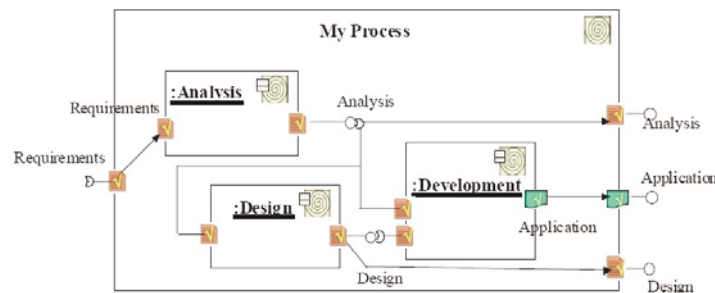 My Process
:Analysis
Requirements
Analysis
Analysis
Requirements
:Development
Application
:Design
Application
Design
Design